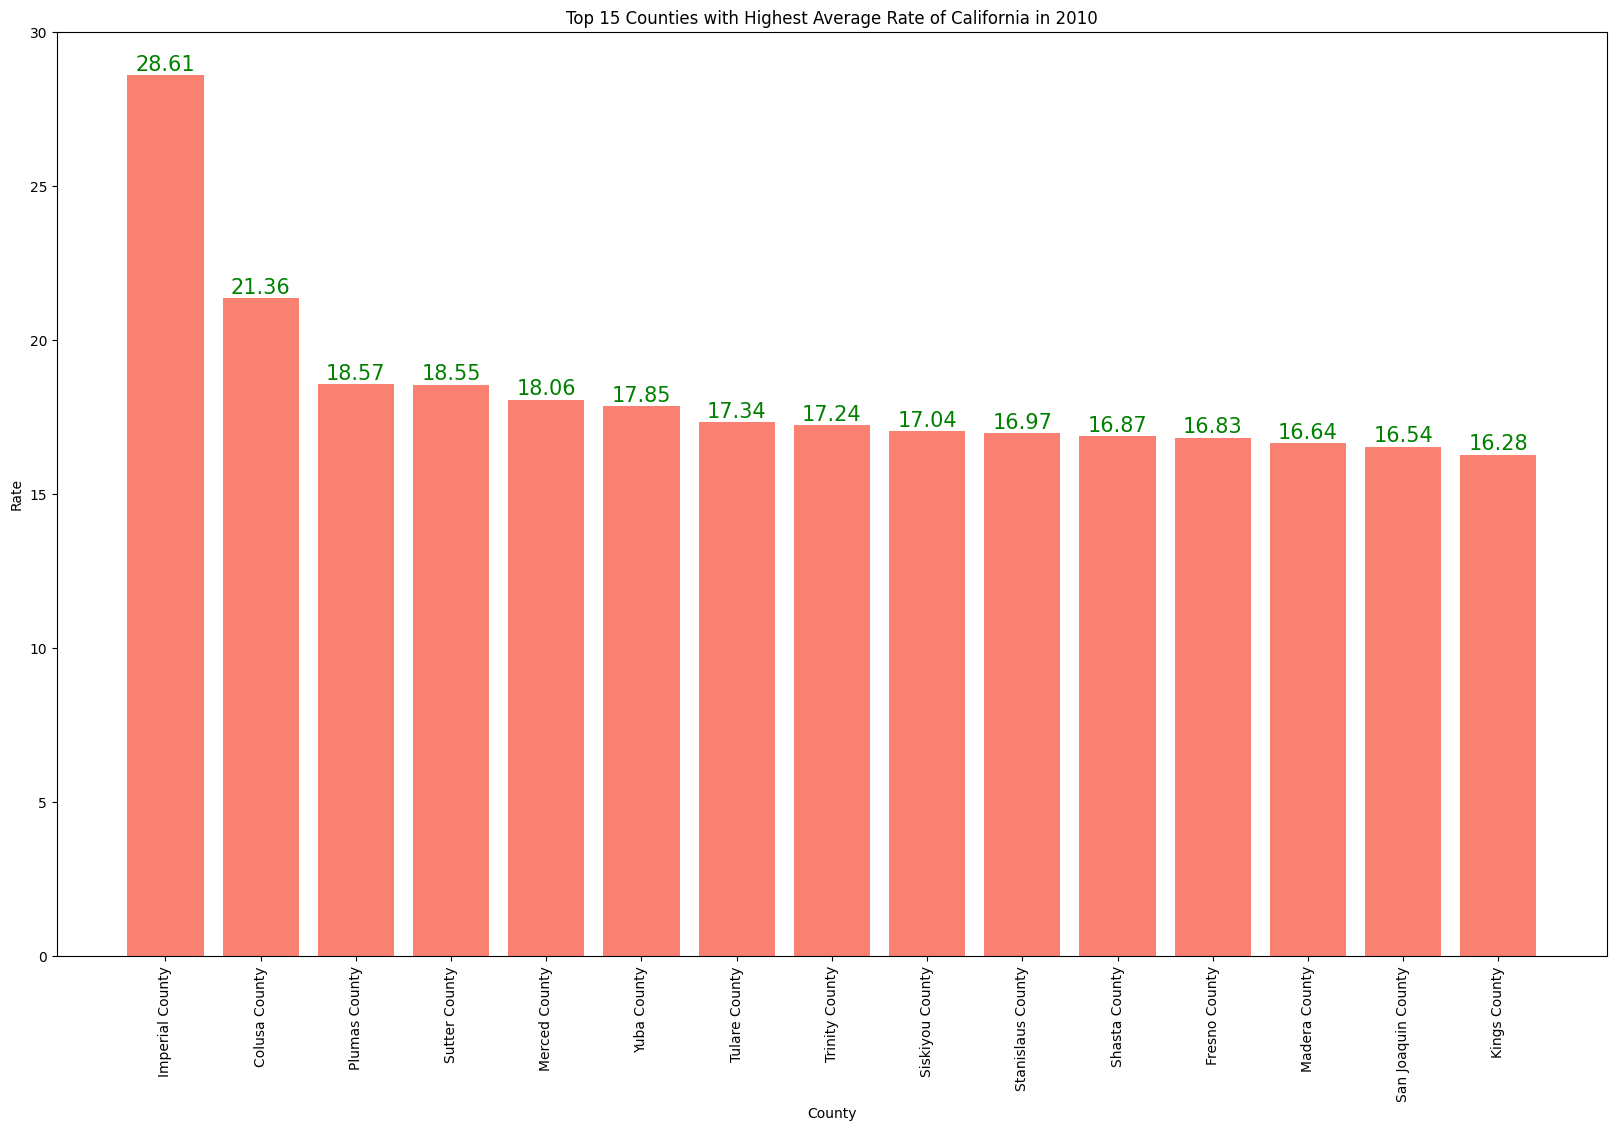 Top 15 Counties with Highest Average Rate of California in 2010
30
25
20
15
10
5
0
Rate
28.61
21.36
18.57
18.55
18.06
17.85
17.34
17.24
17.04
16.97
16.87
16.83
16.64
16.54
16.28
Imperial County
Colusa County
Plumas County
Sutter County
Merced County
Yuba County
Tulare County
Trinity County
Siskiyou County
Stanislaus County
Shasta County
Fresno County
Madera County
San Joaquin County
Kings County
County